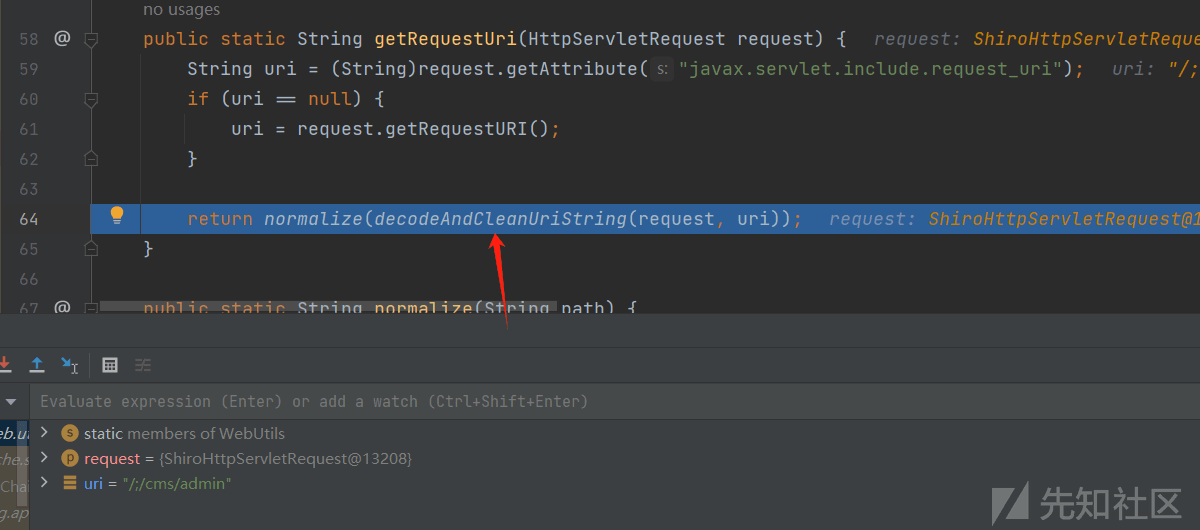 no usages
58 @ public static String getRequestUri(HttpServletRequest request) { request: ShiroHttpServletReque
59 String uri = (String)request.getAttribute( s: "javax.servlet.include.request_uri"); uri: "/;
60 if (uri == null) {
61 uri = request.getRequestURI();
62 }
63
64 return normalize(decodeAndCleanUriString(request, uri)); request: ShiroHttpServletRequest@1
65 }
66
67 @ public static String normalize(String path) {
Evaluate expression (Enter) or add a watch (Ctrl+Shift+Enter)
eb.ut
s static members of WebUtils
che.s
p request = {ShiroHttpServletRequest@13208}
Chai
uri = "/;/cms/admin"
g.ap
先知社区